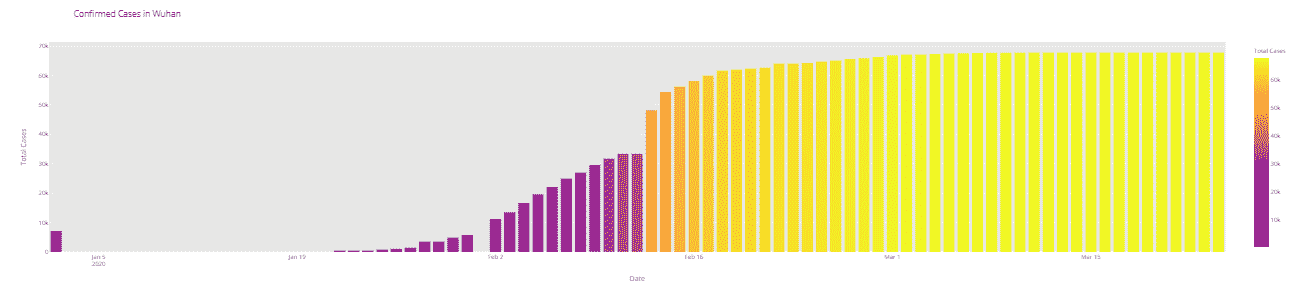 Confirmed Cases in Wuhan
Total Cases
70k
60k
50k
40k
30k
20k
10k
0
Jan 5
2020
Jan 19
Feb 2
Feb 16
Mar 1
Mar 15
Date
Total Cases
60k
50k
40k
30k
20k
10k